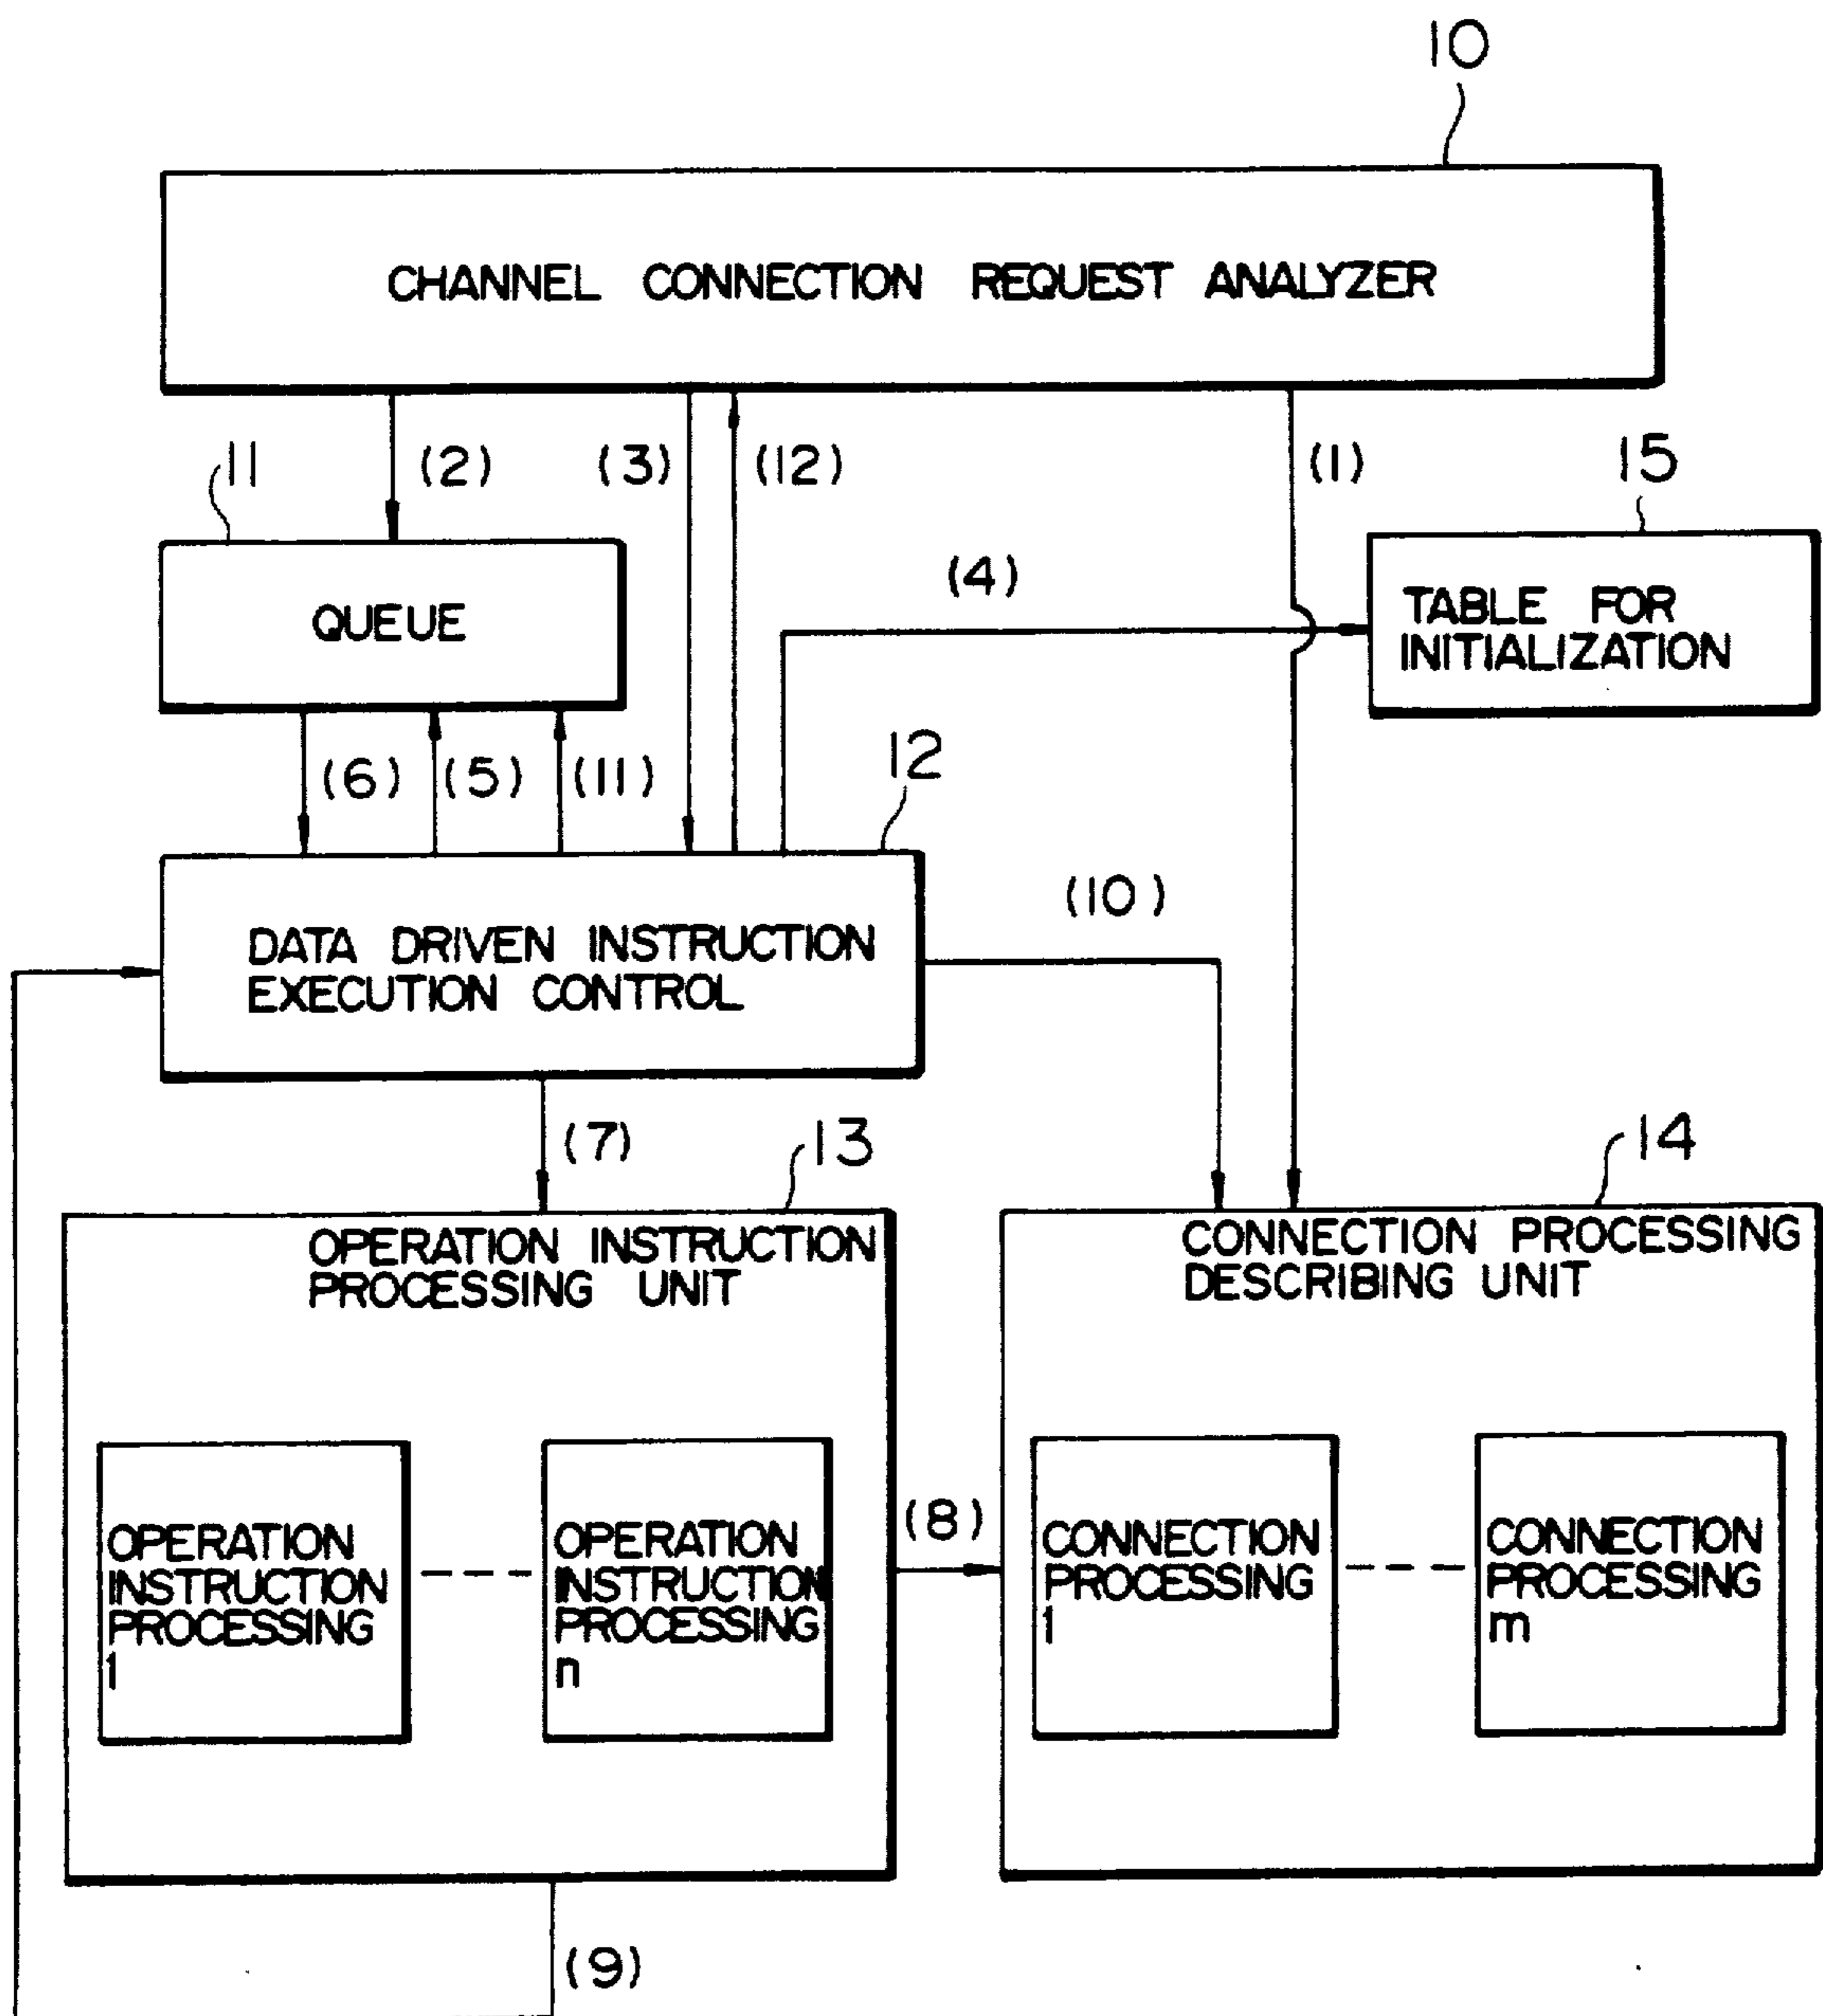 10
CHANNEL CONNECTION REQUEST ANALYZER
11
(2)
(3)
(12)
(1)
15
QUEUE
(4)
TABLE FOR
INITIALIZATION
(6)
(5)
(11)
12
(10)
DATA DRIVEN INSTRUCTION
EXECUTION CONTROL
(7)
13
14
OPERATION INSTRUCTION
PROCESSING UNIT
CONNECTION PROCESSING
DESCRIBING UNIT
OPERATION
INSTRUCTION
PROCESSING
1
OPERATION
INSTRUCTION
PROCESSING
n
(8)
CONNECTION
PROCESSING
1
CONNECTION
PROCESSING
m
(9)